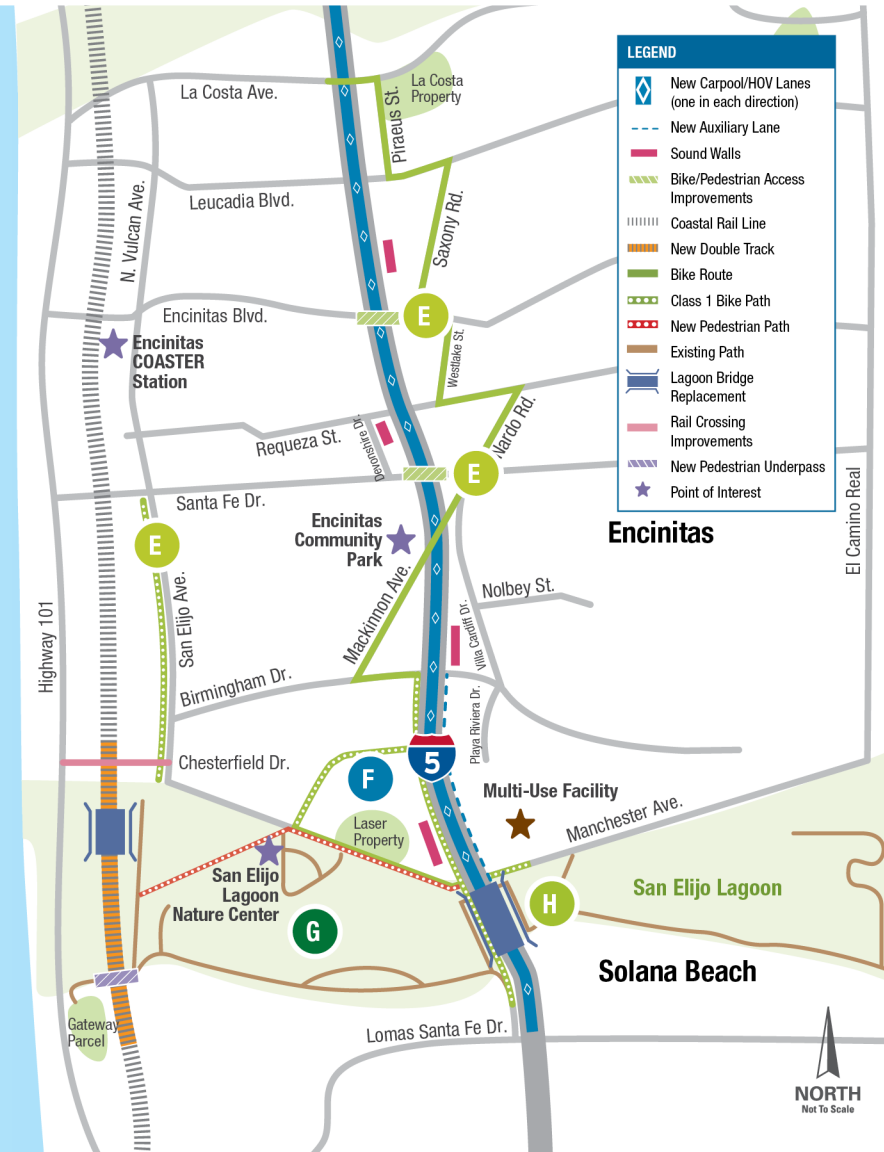 La Costa Ave.
La Costa
Property
Piraeus St.
Leucadia Blvd.
N. Vulcan Ave.
Saxony Rd.
Encinitas Blvd.
E
Encinitas
COASTER
Station
Westlake St.
Requeza St.
Devonshire Dr.
Nardo Rd.
E
Santa Fe Dr.
Encinitas
Community
Park
E
Encinitas
El Camino Real
San Elijo Ave.
Mackinnon Ave.
Nolbey St.
Villa Cardiff Dr.
Highway 101
Birmingham Dr.
Playa Riviera Dr.
Chesterfield Dr.
5
F
Multi-Use Facility
Manchester Ave.
Laser
Property
San Elijo
Lagoon
Nature Center
G
H
San Elijo Lagoon
Solana Beach
Gateway
Parcel
Lomas Santa Fe Dr.
NORTH
Not To Scale
LEGEND
New Carpool/HOV Lanes
(one in each direction)
New Auxiliary Lane
Sound Walls
Bike/Pedestrian Access
Improvements
Coastal Rail Line
New Double Track
Bike Route
Class 1 Bike Path
New Pedestrian Path
Existing Path
Lagoon Bridge
Replacement
Rail Crossing
Improvements
New Pedestrian Underpass
Point of Interest